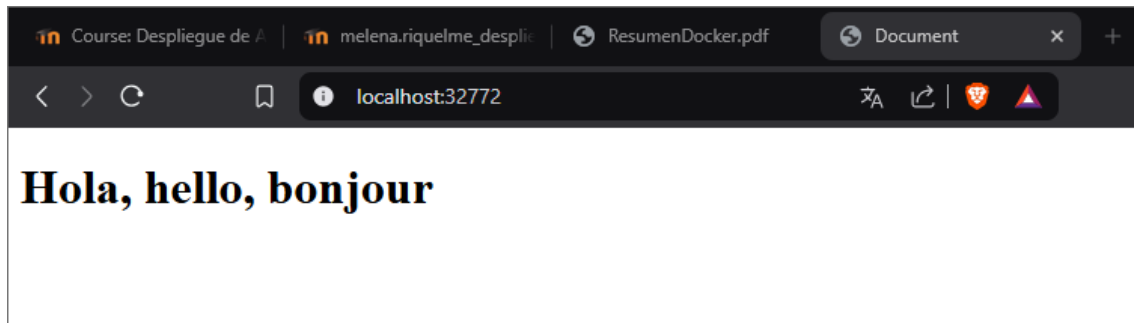 Course: Despliegue de A
melena.riquelme_desplie
ResumenDocker.pdf
Document
localhost:32772
Hola, hello, bonjour